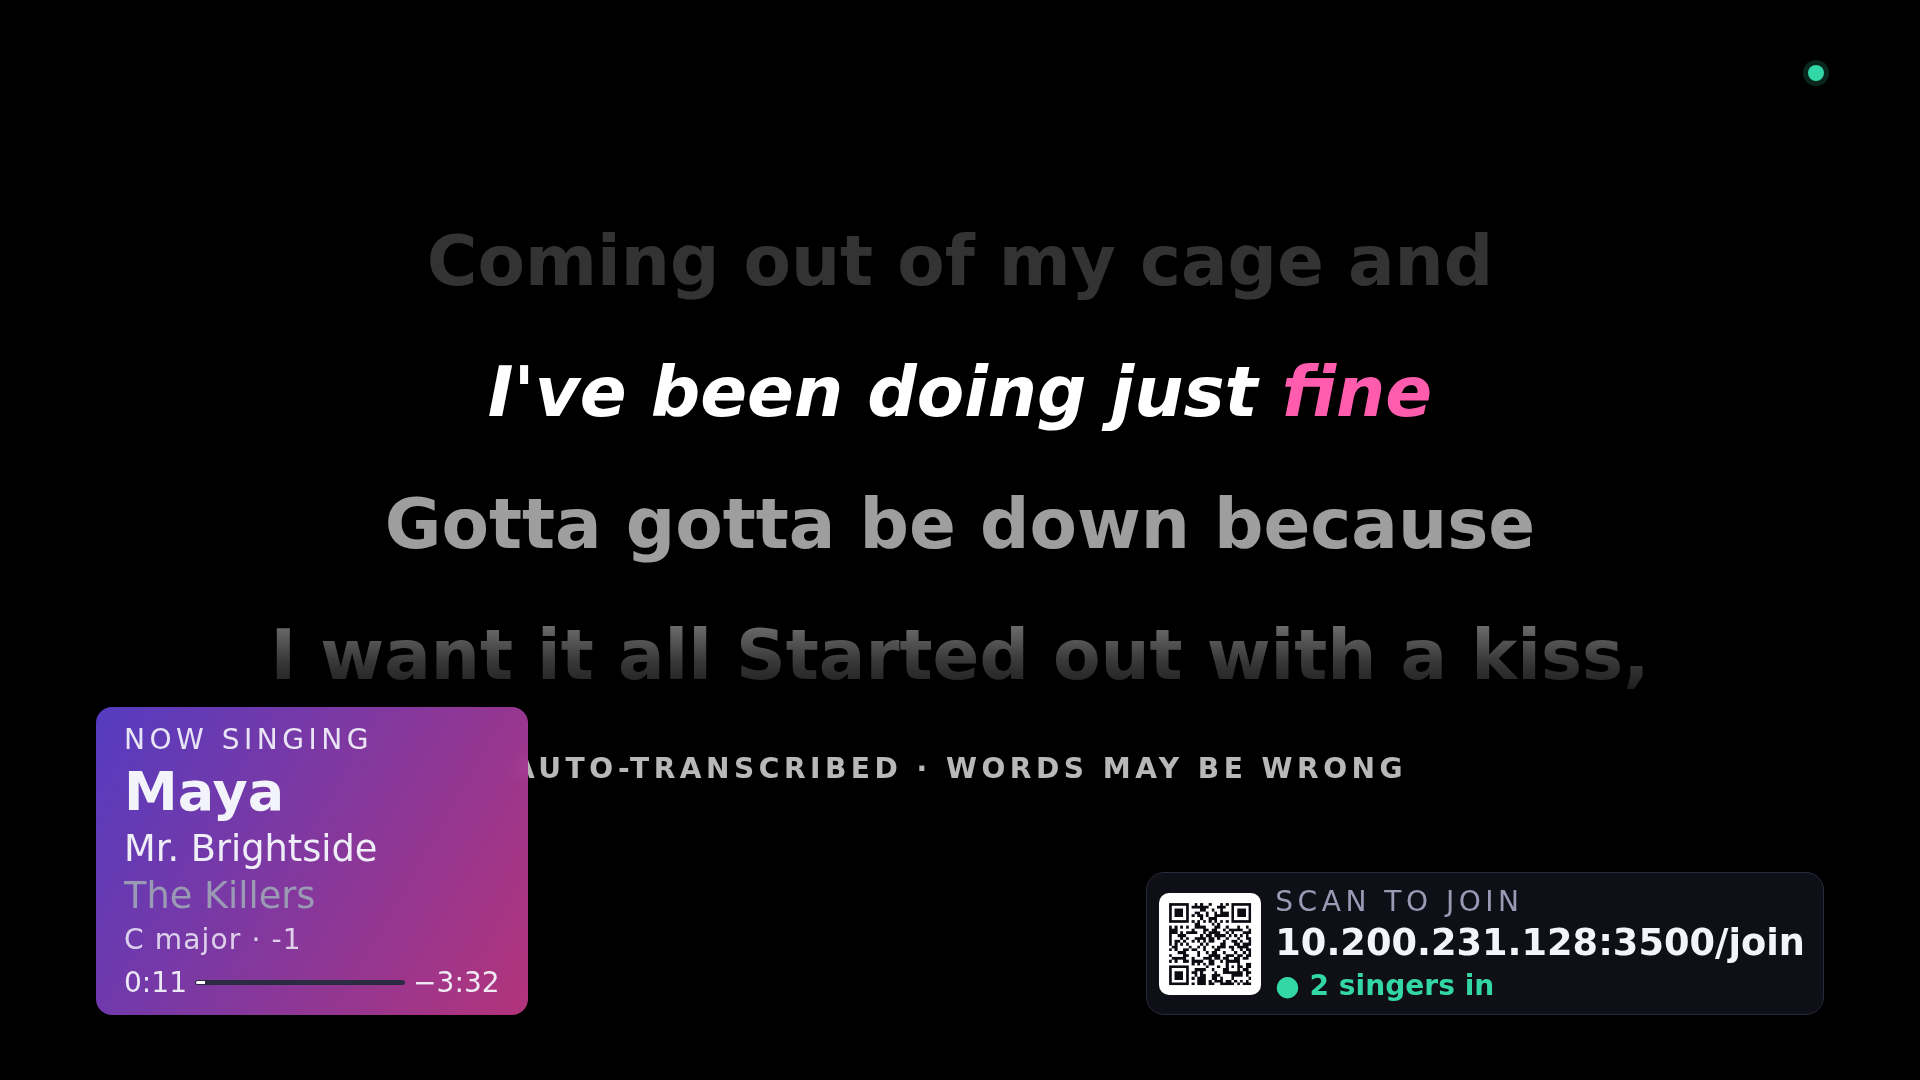 Coming out of my cage and
I've been doing just fine
Gotta gotta be down because
I want it all Started out with a kiss,
AUTO-TRANSCRIBED · WORDS MAY BE WRONG
NOW SINGING
Maya
Mr. Brightside
The Killers
C major · -1
0:11 −3:32
SCAN TO JOIN
10.200.231.128:3500/join
● 2 singers in